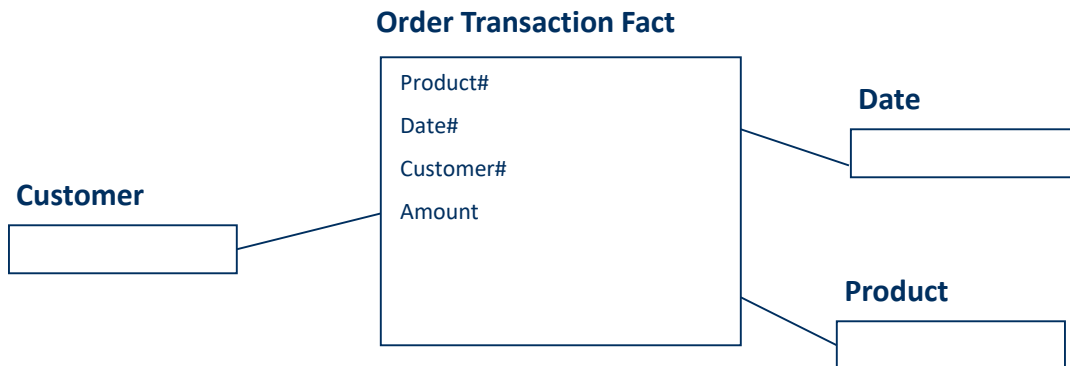 Order Transaction Fact
Product#
Date#
Customer#
Amount
Date
Customer
Product